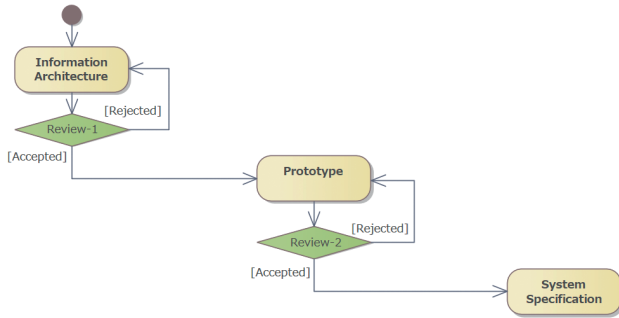 Information
Architecture
[Rejected]
Review-1
[Accepted]
Prototype
[Rejected]
Review-2
[Accepted]
System
Specification